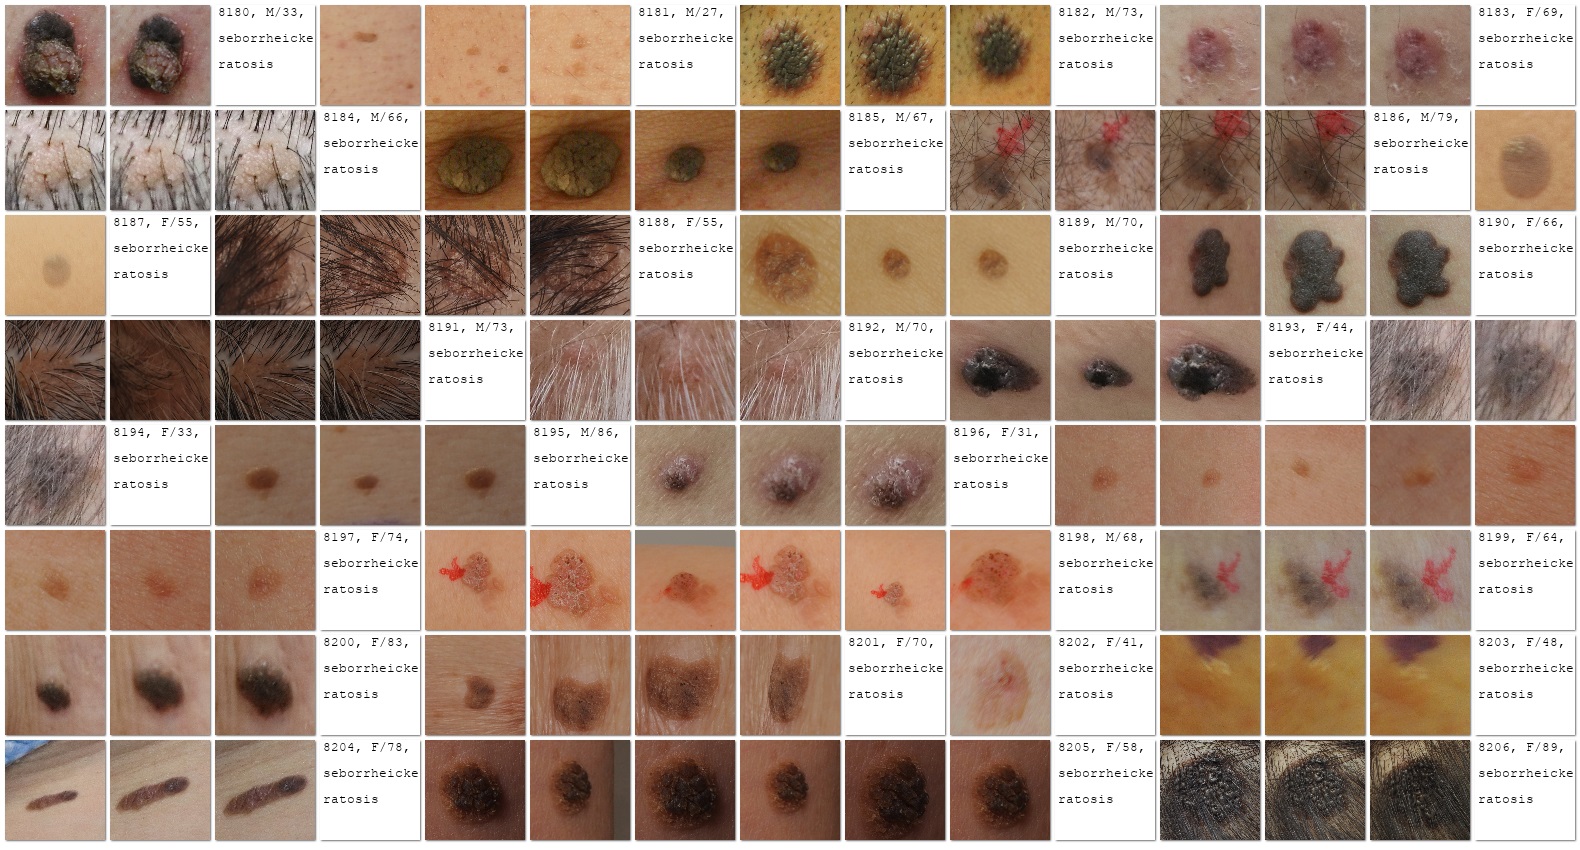 8180, M/33,
seborrheicke
ratosis
8181, M/27,
seborrheicke
ratosis
8182, M/73,
seborrheicke
ratosis
8183, F/69,
seborrheicke
ratosis
8184, M/66,
seborrheicke
ratosis
8185, M/67,
seborrheicke
ratosis
8186, M/79,
seborrheicke
ratosis
8187, F/55,
seborrheicke
ratosis
8188, F/55,
seborrheicke
ratosis
8189, M/70,
seborrheicke
ratosis
8190, F/66,
seborrheicke
ratosis
8191, M/73,
seborrheicke
ratosis
8192, M/70,
seborrheicke
ratosis
8193, F/44,
seborrheicke
ratosis
8194, F/33,
seborrheicke
ratosis
8195, M/86,
seborrheicke
ratosis
8196, F/31,
seborrheicke
ratosis
8197, F/74,
seborrheicke
ratosis
8198, M/68,
seborrheicke
ratosis
8199, F/64,
seborrheicke
ratosis
8200, F/83,
seborrheicke
ratosis
8201, F/70,
seborrheicke
ratosis
8202, F/41,
seborrheicke
ratosis
8203, F/48,
seborrheicke
ratosis
8204, F/78,
seborrheicke
ratosis
8205, F/58,
seborrheicke
ratosis
8206, F/89,
seborrheicke
ratosis